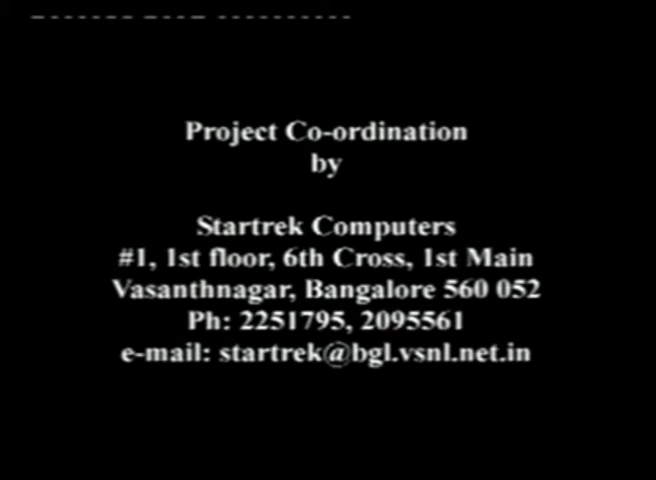 Project Co-ordination
by
Startrek Computers
#1, 1st floor, 6th Cross, 1st Main
Vasanthnagar, Bangalore 560 052
Ph: 2251795, 2095561
e-mail: startrek@bgl.vsnl.net.in